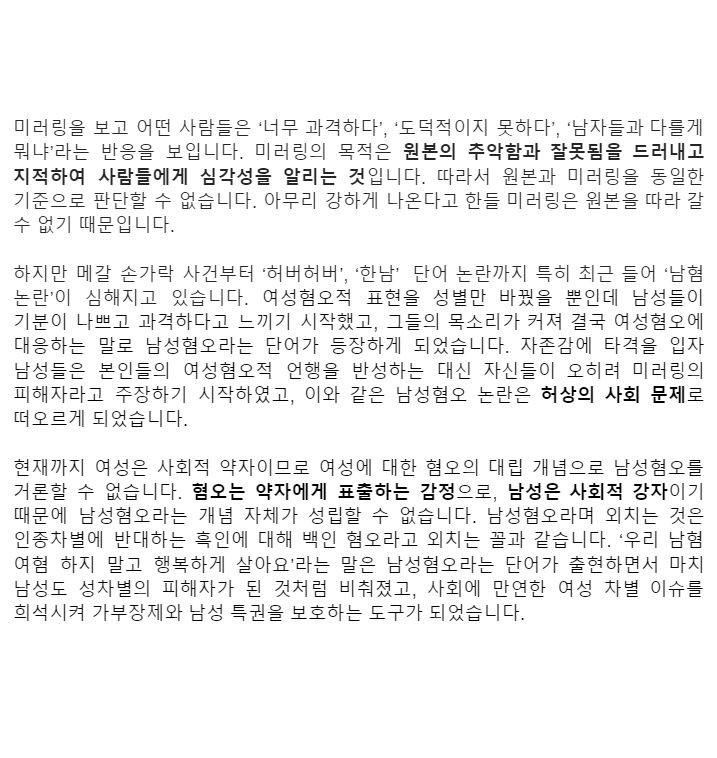 미러링을 보고 어떤 사람들은 ‘너무 과격하다’, ‘도덕적이지 못하다’, ‘남자들과 다를게
뭐냐’라는 반응을 보입니다. 미러링의 목적은 원본의 추악함과 잘못됨을 드러내고
지적하여 사람들에게 심각성을 알리는 것입니다. 따라서 원본과 미러링을 동일한
기준으로 판단할 수 없습니다. 아무리 강하게 나온다고 한들 미러링은 원본을 따라 갈
수 없기 때문입니다.
하지만 메갈 손가락 사건부터 ‘허버허버’, ‘한남’ 단어 논란까지 특히 최근 들어 ‘남혐
논란’이 심해지고 있습니다. 여성혐오적 표현을 성별만 바꿨을 뿐인데 남성들이
기분이 나쁘고 과격하다고 느끼기 시작했고, 그들의 목소리가 커져 결국 여성혐오에
대응하는 말로 남성혐오라는 단어가 등장하게 되었습니다. 자존감에 타격을 입자
남성들은 본인들의 여성혐오적 언행을 반성하는 대신 자신들이 오히려 미러링의
피해자라고 주장하기 시작하였고, 이와 같은 남성혐오 논란은 허상의 사회 문제로
떠오르게 되었습니다.
현재까지 여성은 사회적 약자이므로 여성에 대한 혐오의 대립 개념으로 남성혐오를
거론할 수 없습니다. 혐오는 약자에게 표출하는 감정으로, 남성은 사회적 강자이기
때문에 남성혐오라는 개념 자체가 성립할 수 없습니다. 남성혐오라며 외치는 것은
인종차별에 반대하는 흑인에 대해 백인 혐오라고 외치는 꼴과 같습니다. ‘우리 남혐
여혐 하지 말고 행복하게 살아요’라는 말은 남성혐오라는 단어가 출현하면서 마치
남성도 성차별의 피해자가 된 것처럼 비춰졌고, 사회에 만연한 여성 차별 이슈를
희석시켜 가부장제와 남성 특권을 보호하는 도구가 되었습니다.